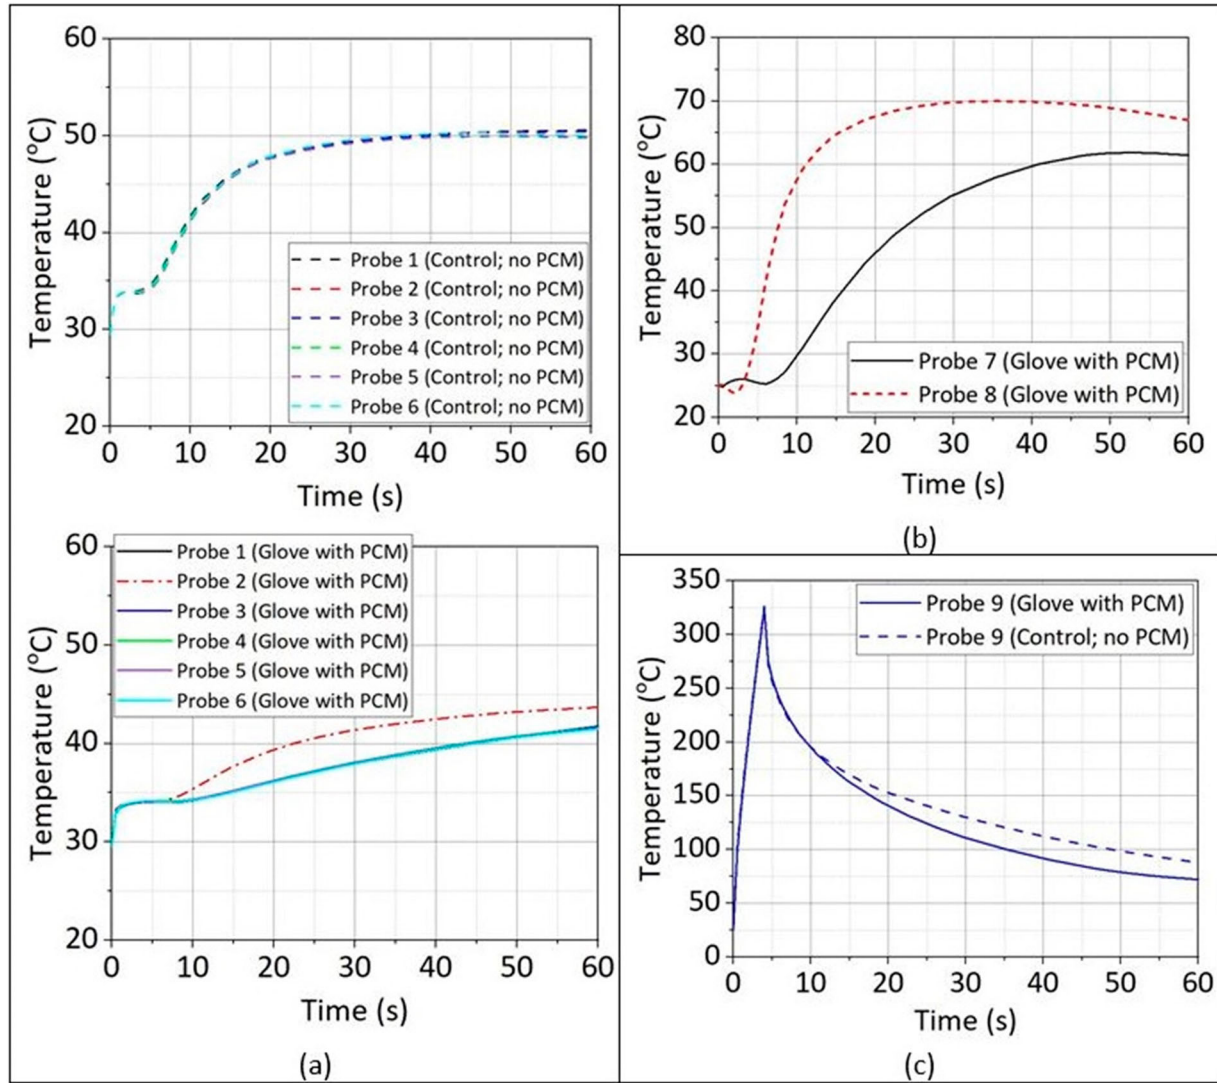 60
50
40
30
20
Temperature (°C)
Probe 1 (Control; no PCM)
Probe 2 (Control; no PCM)
Probe 3 (Control; no PCM)
Probe 4 (Control; no PCM)
Probe 5 (Control; no PCM)
Probe 6 (Control; no PCM)
0 10 20 30 40 50 60
Time (s)
60
50
40
30
20
Temperature (°C)
Probe 1 (Glove with PCM)
Probe 2 (Glove with PCM)
Probe 3 (Glove with PCM)
Probe 4 (Glove with PCM)
Probe 5 (Glove with PCM)
Probe 6 (Glove with PCM)
0 10 20 30 40 50 60
Time (s)
(a)
80
70
60
50
40
30
20
Temperature (°C)
Probe 7 (Glove with PCM)
Probe 8 (Glove with PCM)
0 10 20 30 40 50 60
Time (s)
(b)
350
300
250
200
150
100
50
0
Temperature (°C)
Probe 9 (Glove with PCM)
Probe 9 (Control; no PCM)
0 10 20 30 40 50 60
Time (s)
(c)